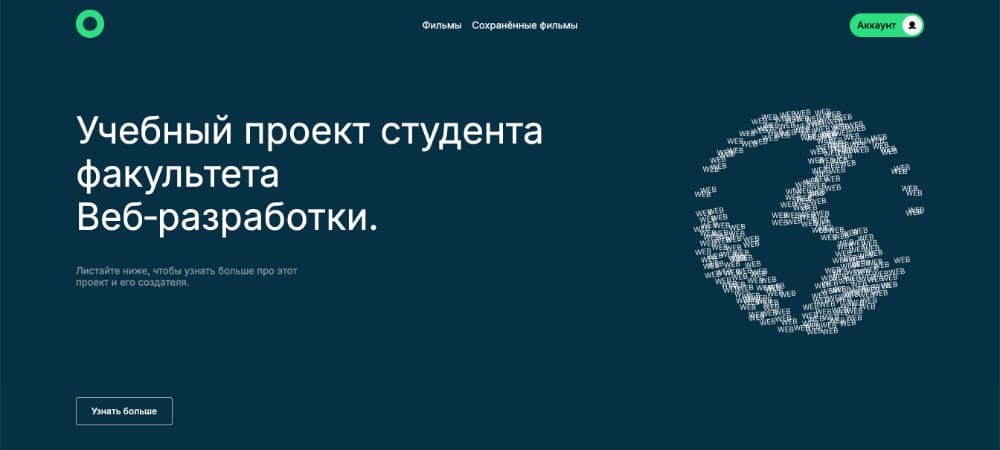 Фильмы Сохранённые фильмы Аккаунт
Учебный проект студента
факультета
Веб-разработки.
Листайте ниже, чтобы узнать больше про этот
проект и его создателя.
WEB
Узнать больше